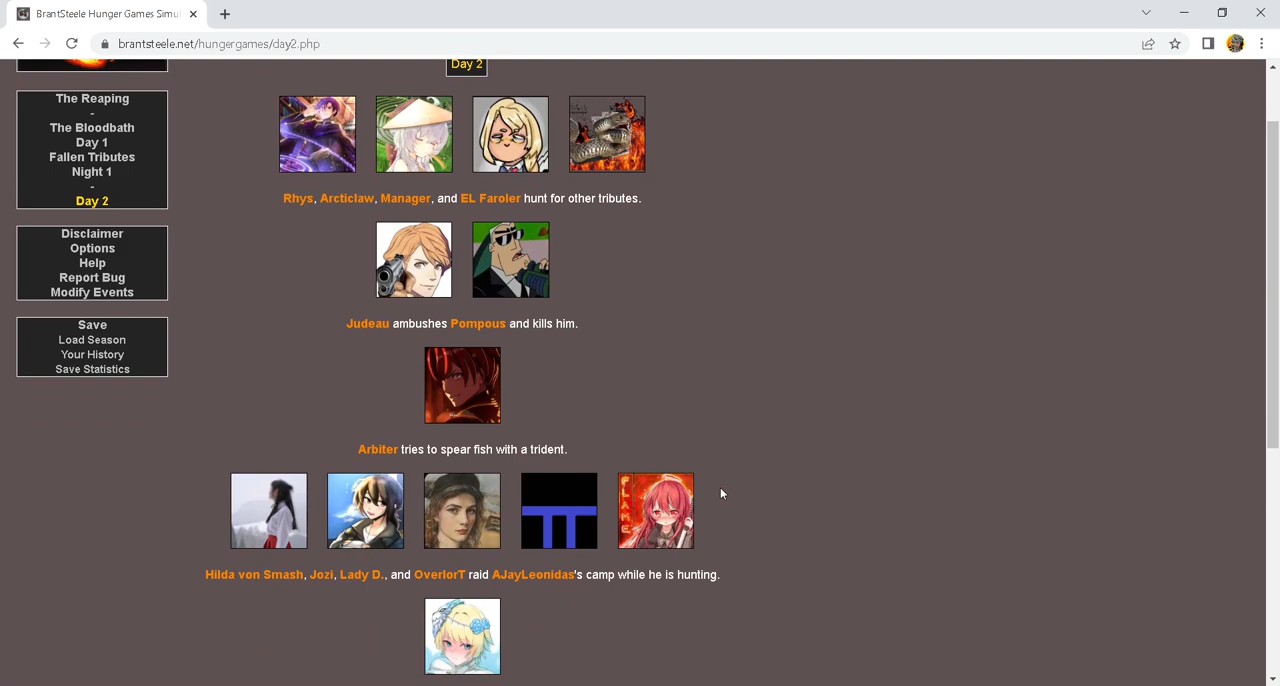 BrantSteele Hunger Games Simul
brantsteele.net/hungergames/day2.php
Day 2
The Reaping
-
The Bloodbath
Day 1
Fallen Tributes
Night 1
-
Day 2
Disclaimer
Options
Help
Report Bug
Modify Events
Save
Load Season
Your History
Save Statistics
Rhys, Arcticlaw, Manager, and EL Faroler hunt for other tributes.
Judeau ambushes Pompous and kills him.
Arbiter tries to spear fish with a trident.
FLAME
Hilda von Smash, Jozi, Lady D., and OverlorT raid AJayLeonidas's camp while he is hunting.